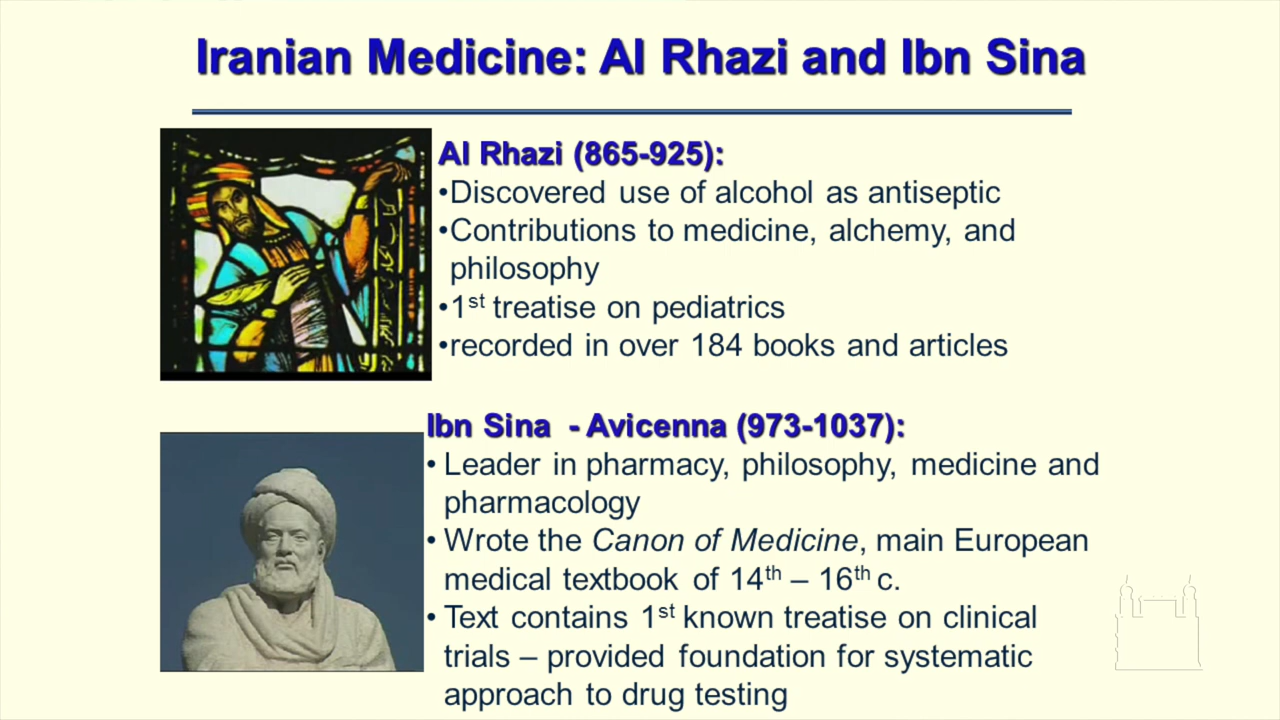 Iranian Medicine: Al Rhazi and Ibn Sina
Al Rhazi (865-925):
•Discovered use of alcohol as antiseptic
•Contributions to medicine, alchemy, and
philosophy
•1st treatise on pediatrics
•recorded in over 184 books and articles
Ibn Sina - Avicenna (973-1037):
• Leader in pharmacy, philosophy, medicine and
pharmacology
• Wrote the Canon of Medicine, main European
medical textbook of 14th – 16th c.
• Text contains 1st known treatise on clinical
trials – provided foundation for systematic
approach to drug testing